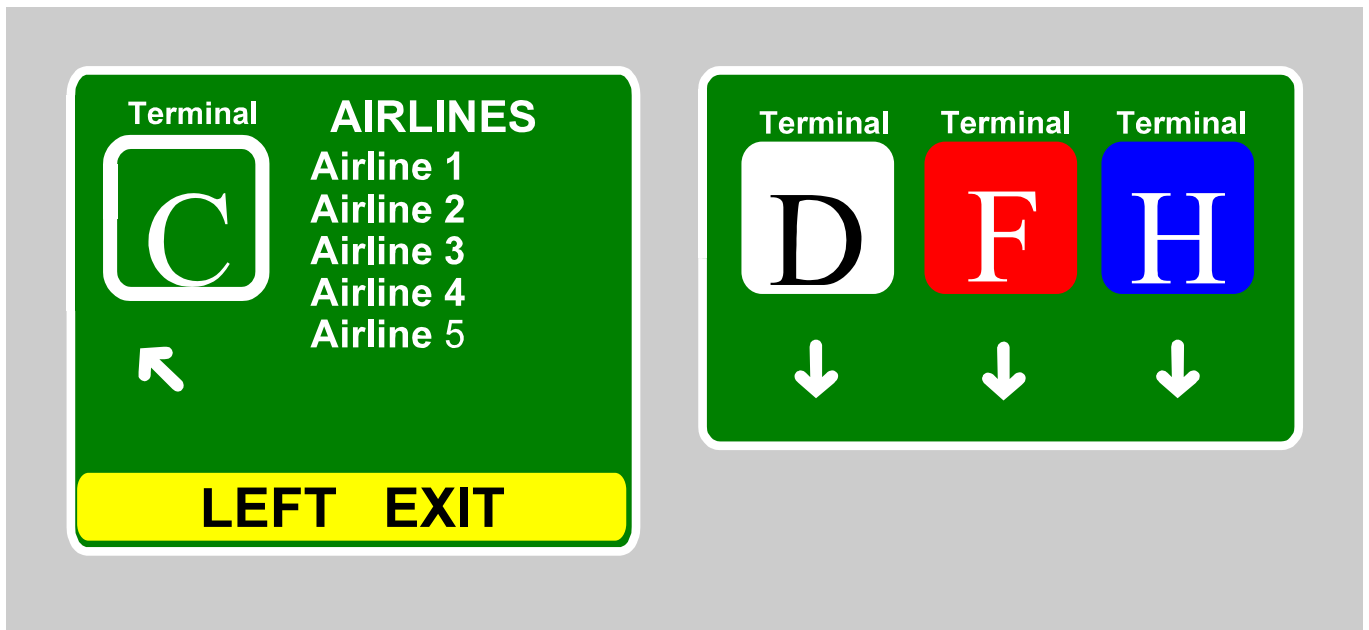 Terminal
C
AIRLINES
Airline 1
Airline 2
Airline 3
Airline 4
Airline 5
LEFT EXIT
Terminal Terminal Terminal
D F H